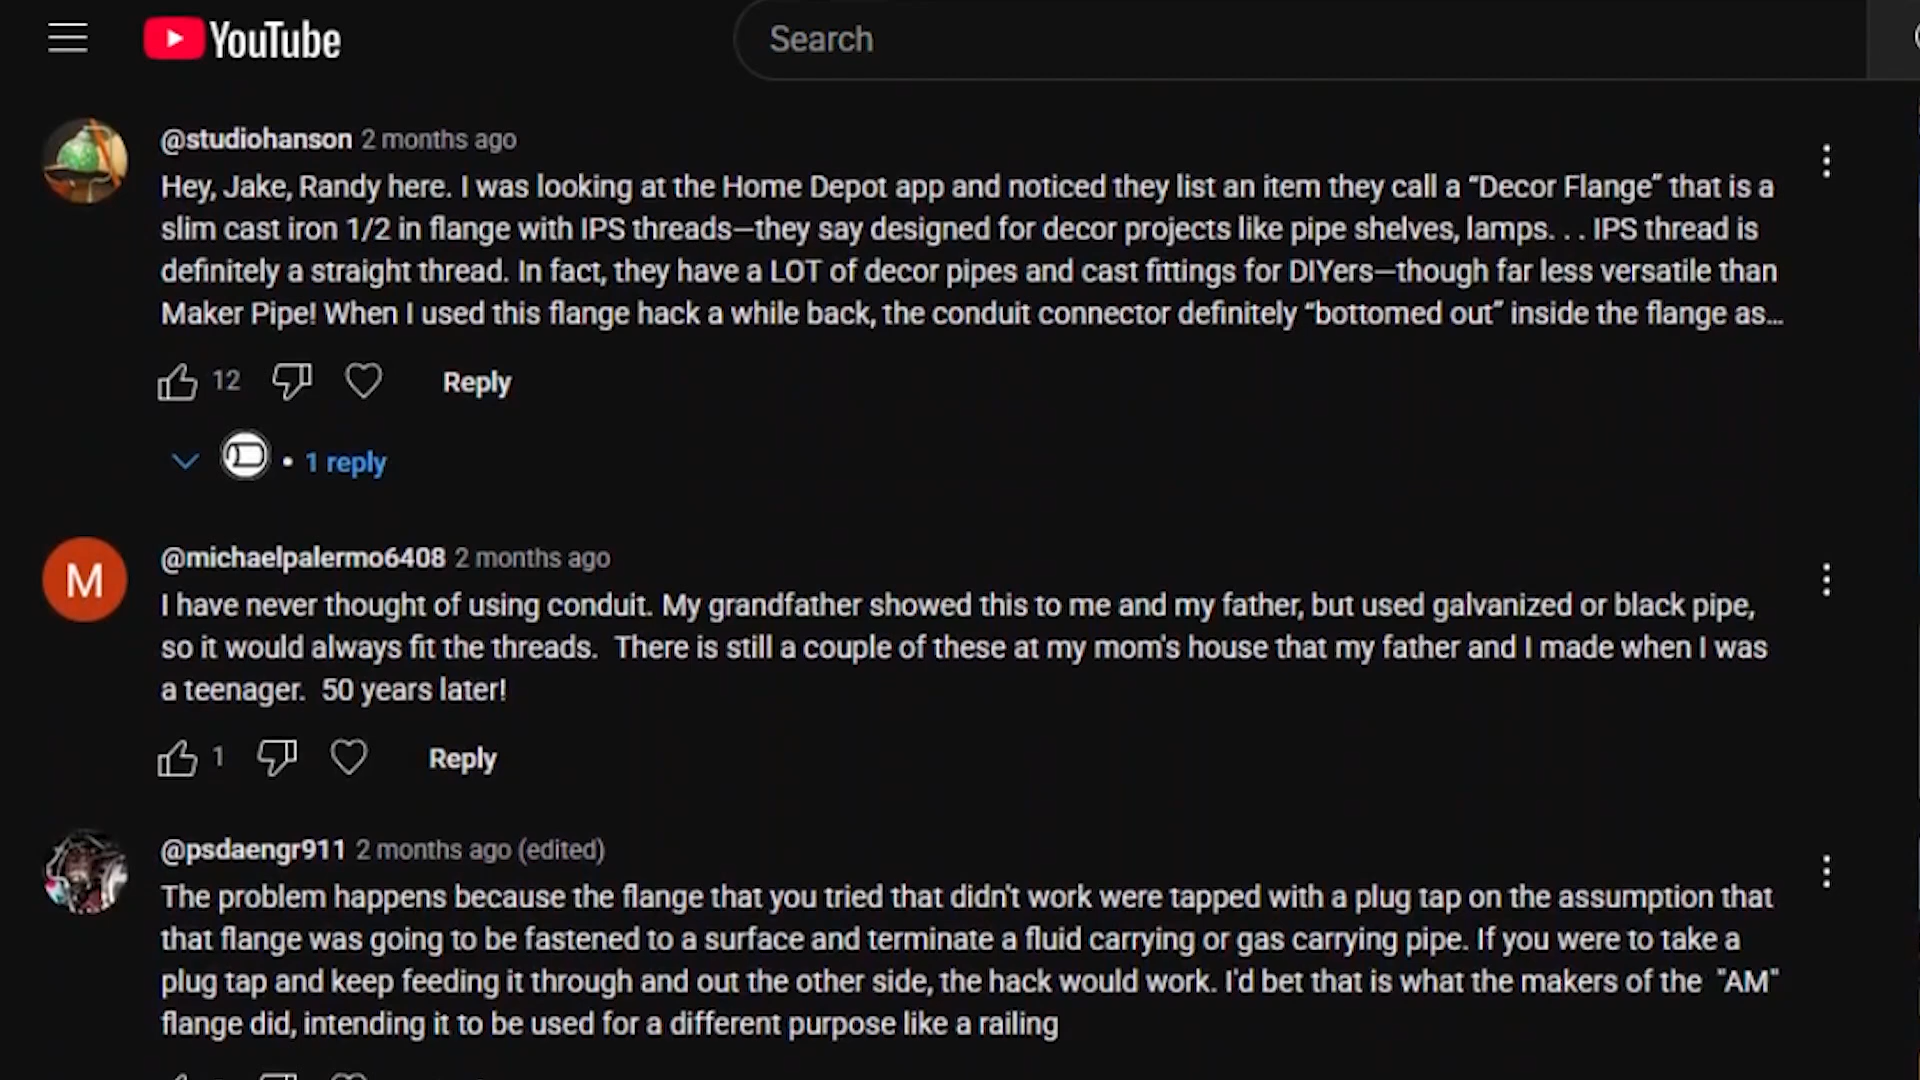 YouTube
Search
@studiohanson 2 months ago
Hey, Jake, Randy here. I was looking at the Home Depot app and noticed they list an item they call a “Decor Flange” that is a
slim cast iron 1/2 in flange with IPS threads—they say designed for decor projects like pipe shelves, lamps. . . IPS thread is
definitely a straight thread. In fact, they have a LOT of decor pipes and cast fittings for DIYers—though far less versatile than
Maker Pipe! When I used this flange hack a while back, the conduit connector definitely “bottomed out” inside the flange as…
12 Reply
• 1 reply
M
@michaelpalermo6408 2 months ago
I have never thought of using conduit. My grandfather showed this to me and my father, but used galvanized or black pipe,
so it would always fit the threads.  There is still a couple of these at my mom's house that my father and I made when I was
a teenager.  50 years later!
1 Reply
@psdaengr911 2 months ago (edited)
The problem happens because the flange that you tried that didn't work were tapped with a plug tap on the assumption that
that flange was going to be fastened to a surface and terminate a fluid carrying or gas carrying pipe. If you were to take a
plug tap and keep feeding it through and out the other side, the hack would work. I'd bet that is what the makers of the  "AM"
flange did, intending it to be used for a different purpose like a railing